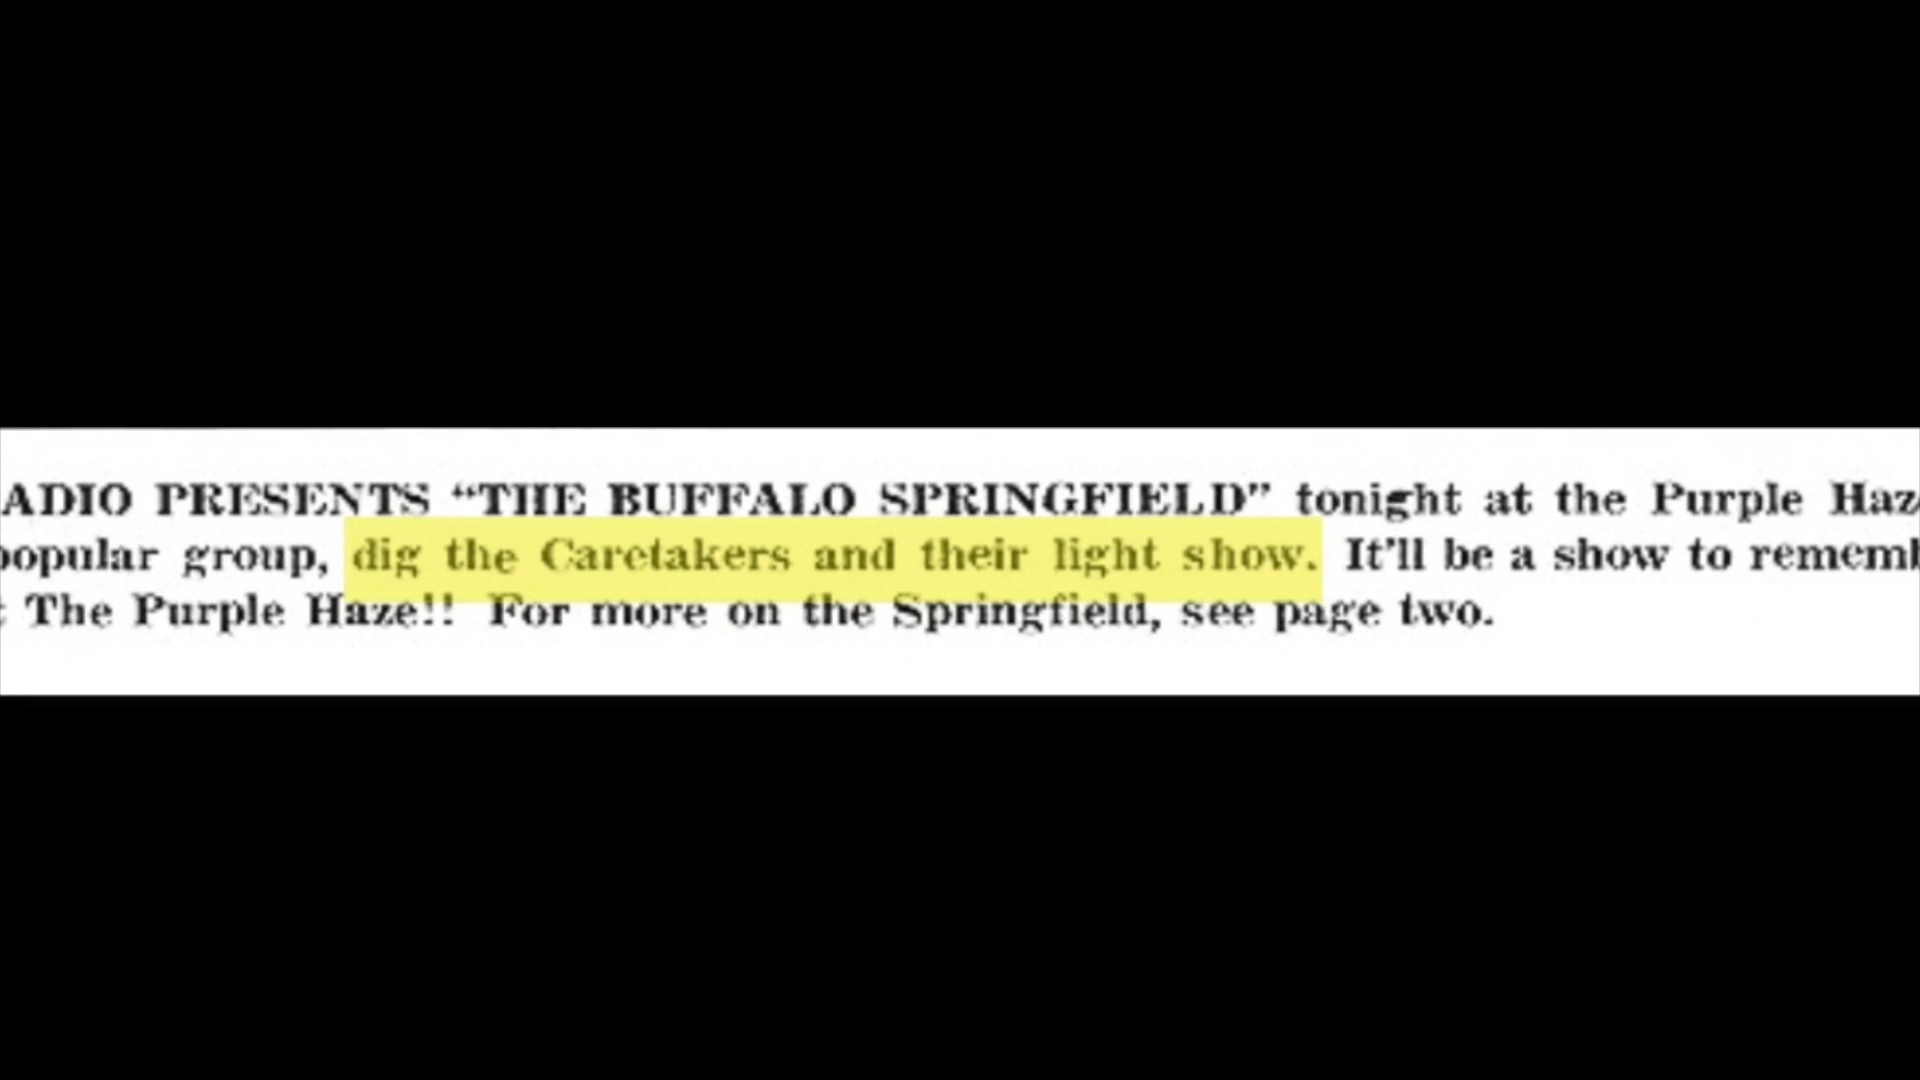 ADIO PRESENTS “THE BUFFALO SPRINGFIELD” tonight at the Purple Haz
popular group, dig the Caretakers and their light show. It’ll be a show to rememb
The Purple Haze!! For more on the Springfield, see page two.